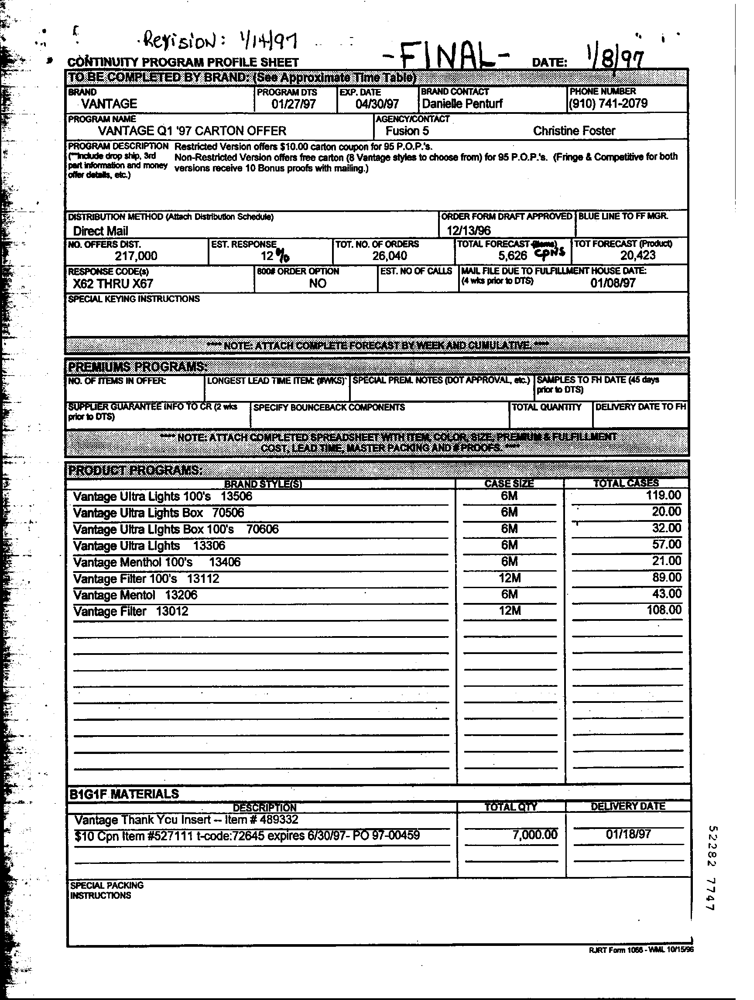 Revision: 1/14/97
-FINAL- DATE: 1/8/97
CONTINUITY PROGRAM PROFILE SHEET
TO BE COMPLETED BY BRAND: (See Approximate Time Table)
BRAND PROGRAM DTS EXP. DATE BRAND CONTACT PHONE NUMBER
VANTAGE 01/27/97 04/30/97 Danielle Penturf (910) 741-2079
PROGRAM NAME AGENCY/CONTACT
VANTAGE Q1 '97 CARTON OFFER Fusion 5 Christine Foster
PROGRAM DESCRIPTION Restricted Version offers $10.00 carton coupon for 95 P.O.P.'s.
(**Include drop ship, 3rd Non-Restricted Version offers free carton (8 Vantage styles to choose from) for 95 P.O.P.'s. (Fringe & Competitive for both
part information and money versions receive 10 Bonus proofs with mailing.)
offer details, etc.)
DISTRIBUTION METHOD (Attach Distribution Schedule) ORDER FORM DRAFT APPROVED BLUE LINE TO FF MGR.
Direct Mail 12/13/96
NO. OFFERS DIST. EST. RESPONSE TOT. NO. OF ORDERS TOTAL FORECAST (Items) TOT FORECAST (Product)
217,000 12% 26,040 5,626 CPNS 20,423
RESPONSE CODE(s) 800# ORDER OPTION EST. NO OF CALLS MAIL FILE DUE TO FULFILLMENT HOUSE DATE:
X62 THRU X67 NO (4 wks prior to DTS) 01/08/97
SPECIAL KEYING INSTRUCTIONS
**** NOTE: ATTACH COMPLETE FORECAST BY WEEK AND CUMULATIVE. ****
PREMIUMS PROGRAMS:
NO. OF ITEMS IN OFFER: LONGEST LEAD TIME ITEM: (#WKS) SPECIAL PREM. NOTES (DOT APPROVAL, etc.) SAMPLES TO FH DATE (45 days
prior to DTS)
SUPPLIER GUARANTEE INFO TO CR (2 wks SPECIFY BOUNCEBACK COMPONENTS TOTAL QUANTITY DELIVERY DATE TO FH
prior to DTS)
**** NOTE: ATTACH COMPLETED SPREADSHEET WITH ITEM, COLOR, SIZE, PREMIUM & FULFILLMENT
COST, LEAD TIME, MASTER PACKING AND # PROOFS. ****
PRODUCT PROGRAMS:
BRAND STYLE(S) CASE SIZE TOTAL CASES
Vantage Ultra Lights 100's 13506 6M 119.00
Vantage Ultra Lights Box 70506 6M 20.00
Vantage Ultra Lights Box 100's 70606 6M 32.00
Vantage Ultra Lights 13306 6M 57.00
Vantage Menthol 100's 13406 6M 21.00
Vantage Filter 100's 13112 12M 89.00
Vantage Mentol 13206 6M 43.00
Vantage Filter 13012 12M 108.00
B1G1F MATERIALS
DESCRIPTION TOTAL QTY DELIVERY DATE
Vantage Thank You Insert -- Item # 489332
$10 Cpn Item #527111 t-code:72645 expires 6/30/97- PO 97-00459 7,000.00 01/18/97
SPECIAL PACKING
INSTRUCTIONS
RJRT Form 1066 - WML 10/15/96
52282 7747